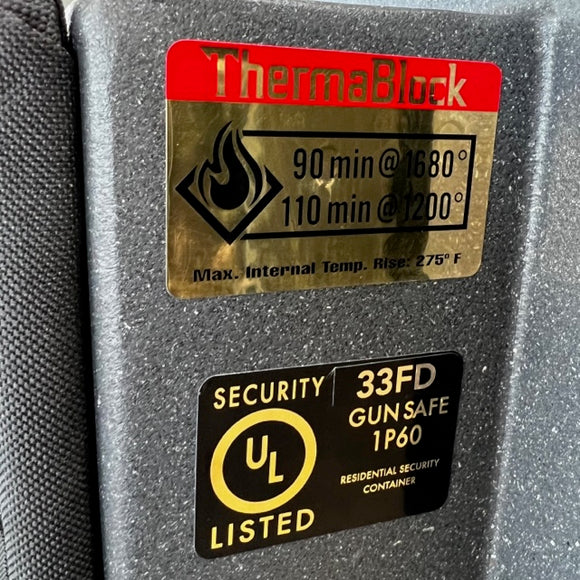 ThermaBlock
90 min @ 1680°
110 min @ 1200°
Max. Internal Temp. Rise: 275° F
SECURITY
UL
LISTED
33FD
GUN SAFE
1P60
RESIDENTIAL SECURITY
CONTAINER